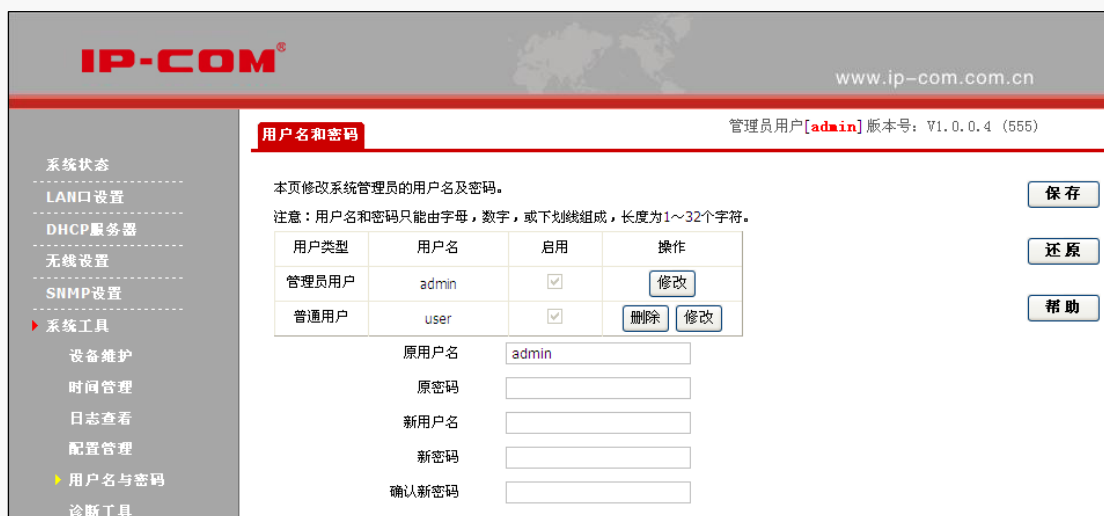 IP-COM®
www.ip-com.com.cn
用户名和密码
管理员用户[admin]版本号: V1.0.0.4 (555)
系统状态
LAN口设置
DHCP服务器
无线设置
SNMP设置
系统工具
设备维护
时间管理
日志查看
配置管理
用户名与密码
诊断工具
本页修改系统管理员的用户名及密码。
注意：用户名和密码只能由字母，数字，或下划线组成，长度为1～32个字符。
用户类型 用户名 启用 操作
管理员用户 admin 修改
普通用户 user 删除 修改
原用户名 admin
原密码
新用户名
新密码
确认新密码
保存
还原
帮助